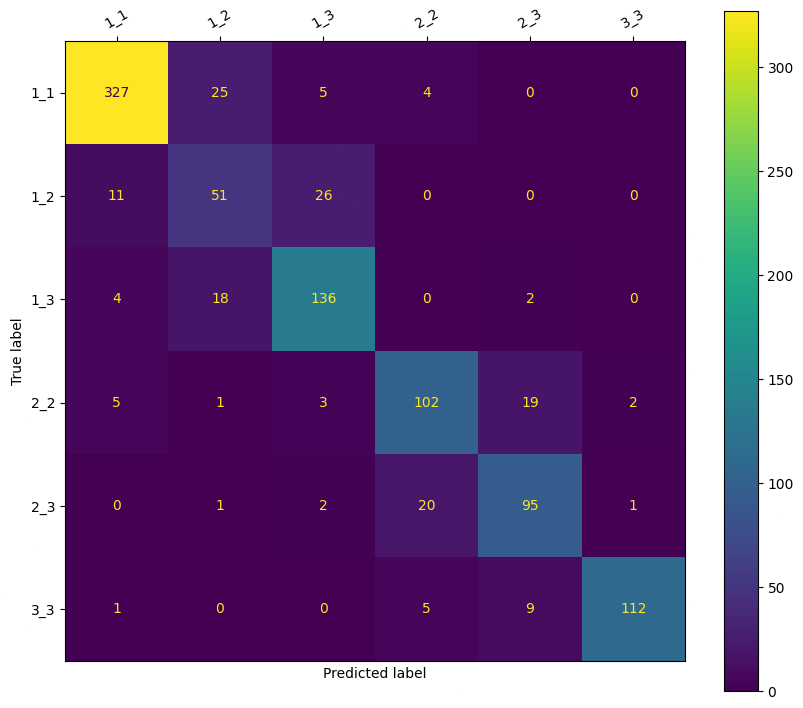 1_1 1_2 1_3 2_2 2_3 3_3
1_1 327 25 5 4 0 0
1_2 11 51 26 0 0 0
1_3 4 18 136 0 2 0
2_2 5 1 3 102 19 2
2_3 0 1 2 20 95 1
3_3 1 0 0 5 9 112
True label
Predicted label
300
250
200
150
100
50
0